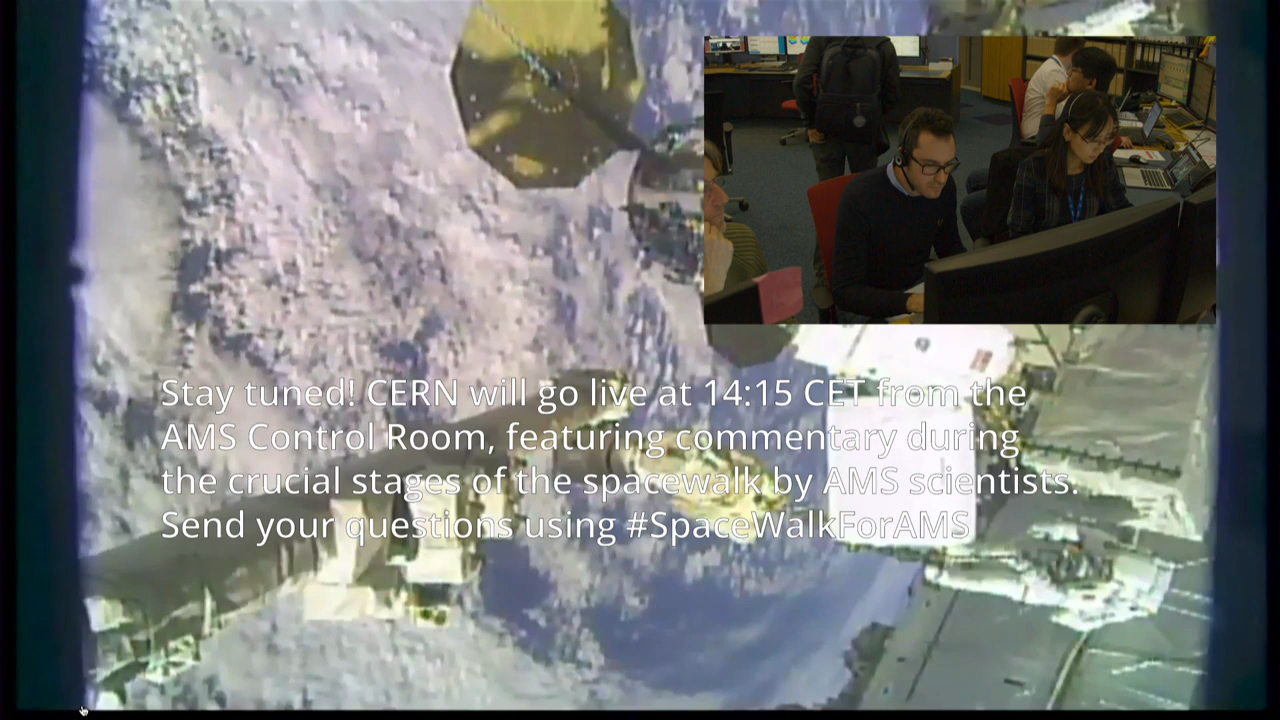 Stay tuned! CERN will go live at 14:15 CET from the
AMS Control Room, featuring commentary during
the crucial stages of the spacewalk by AMS scientists.
Send your questions using #SpaceWalkForAMS